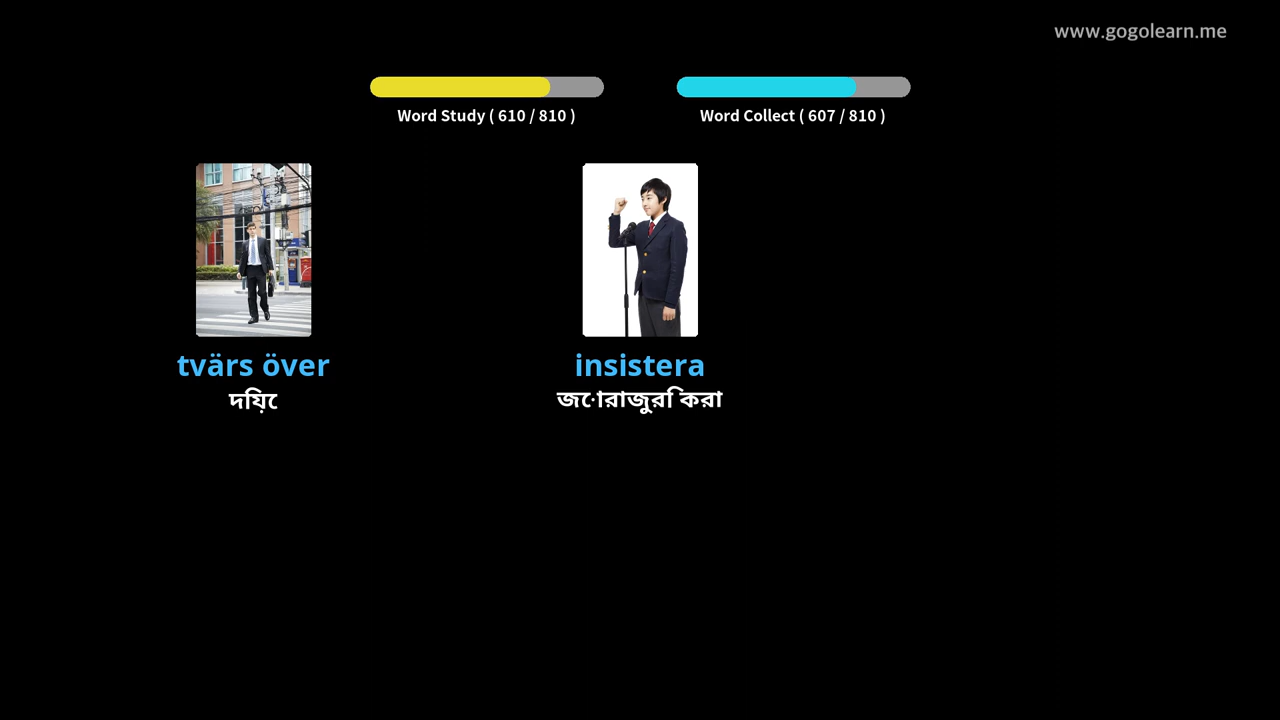 www.gogolearn.me
Word Study ( 610 / 810 )
Word Collect ( 607 / 810 )
tvärs över
দিয়ে
insistera
জোরাজুরি করা